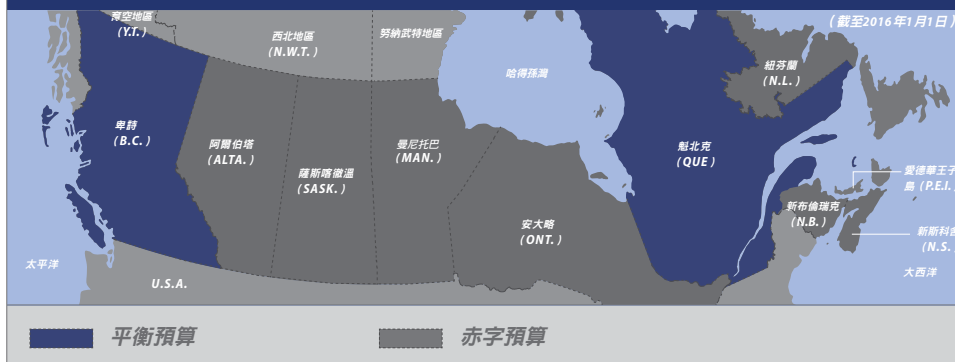 育空地區
(Y.T.)
西北地區
(N.W.T.)
努納武特地區
(截至2016年1月1日)
哈得孫灣
紐芬蘭
(N.L.)
卑詩
(B.C.)
阿爾伯塔
(ALTA.)
薩斯喀徹溫
(SASK.)
曼尼托巴
(MAN.)
安大略
(ONT.)
魁北克
(QUE)
愛德華王子
島 (P.E.I.
新布倫瑞克
(N.B.)
新斯科舍
(N.S.
太平洋
大西洋
U.S.A.
平衡預算
赤字預算